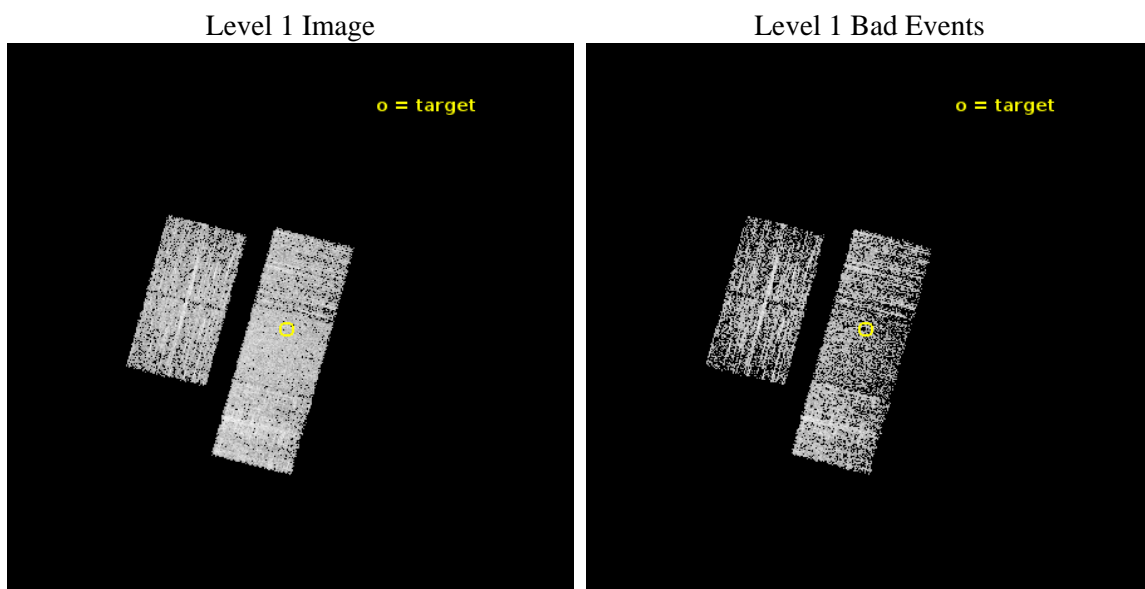 Level 1 Image
Level 1 Bad Events
o = target
o = target